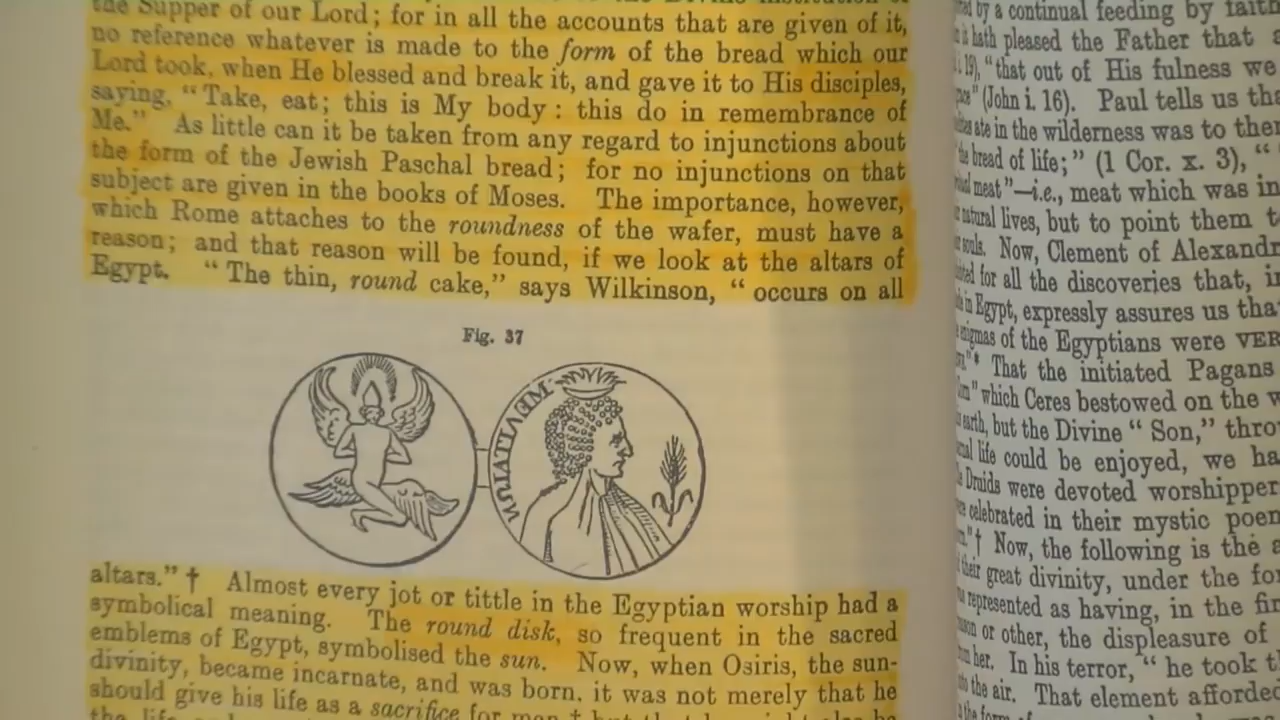 the Supper of our Lord; for in all the accounts that are given of it,
no reference whatever is made to the form of the bread which our
Lord took, when He blessed and break it, and gave it to His disciples,
saying, "Take, eat; this is My body: this do in remembrance of
Me." As little can it be taken from any regard to injunctions about
the form of the Jewish Paschal bread; for no injunctions on that
subject are given in the books of Moses. The importance, however,
which Rome attaches to the roundness of the wafer, must have a
reason; and that reason will be found, if we look at the altars of
Egypt. "The thin, round cake," says Wilkinson, "occurs on all
Fig. 37
altars." † Almost every jot or tittle in the Egyptian worship had a
symbolical meaning. The round disk, so frequent in the sacred
emblems of Egypt, symbolised the sun. Now, when Osiris, the sun-
divinity, became incarnate, and was born, it was not merely that he
should give his life as a sacrifice for men
by a continual feeding by faith
hath pleased the Father that
19), "that out of His fulness we
(John i. 16). Paul tells us
ate in the wilderness was to
the bread of life;" (1 Cor. x. 3), "
meat"—i.e., meat which was in
natural lives, but to point them
souls. Now, Clement of
for all the discoveries that,
in Egypt, expressly assures us
enigmas of the Egyptians were
* That the initiated Pagans
which Ceres bestowed on the
earth, but the Divine "Son,"
life could be enjoyed, we
Druids were devoted
celebrated in their mystic
† Now, the following is the
their great divinity, under the
represented as having, in the
or other, the displeasure of
her. In his terror, "he took
the air. That element afforded
the form of